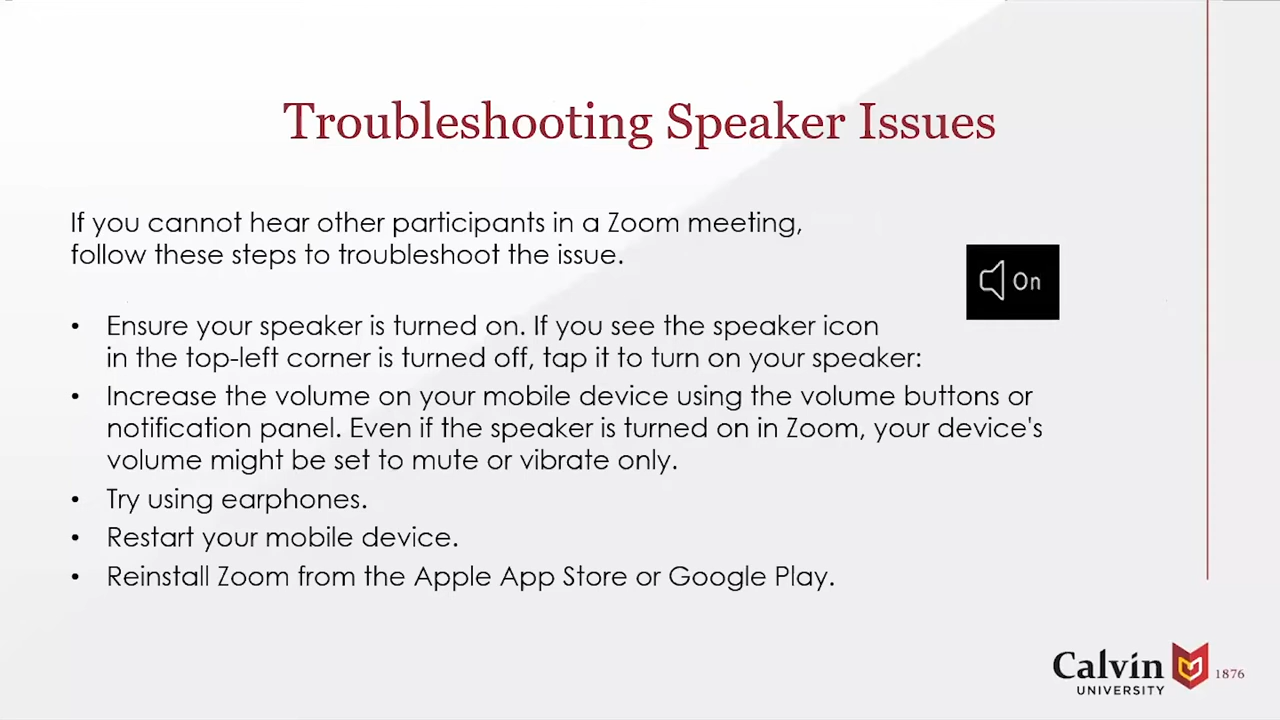 Troubleshooting Speaker Issues
If you cannot hear other participants in a Zoom meeting,
follow these steps to troubleshoot the issue.
On
• Ensure your speaker is turned on. If you see the speaker icon
in the top-left corner is turned off, tap it to turn on your speaker:
• Increase the volume on your mobile device using the volume buttons or
notification panel. Even if the speaker is turned on in Zoom, your device's
volume might be set to mute or vibrate only.
• Try using earphones.
• Restart your mobile device.
• Reinstall Zoom from the Apple App Store or Google Play.
Calvin
UNIVERSITY
1876